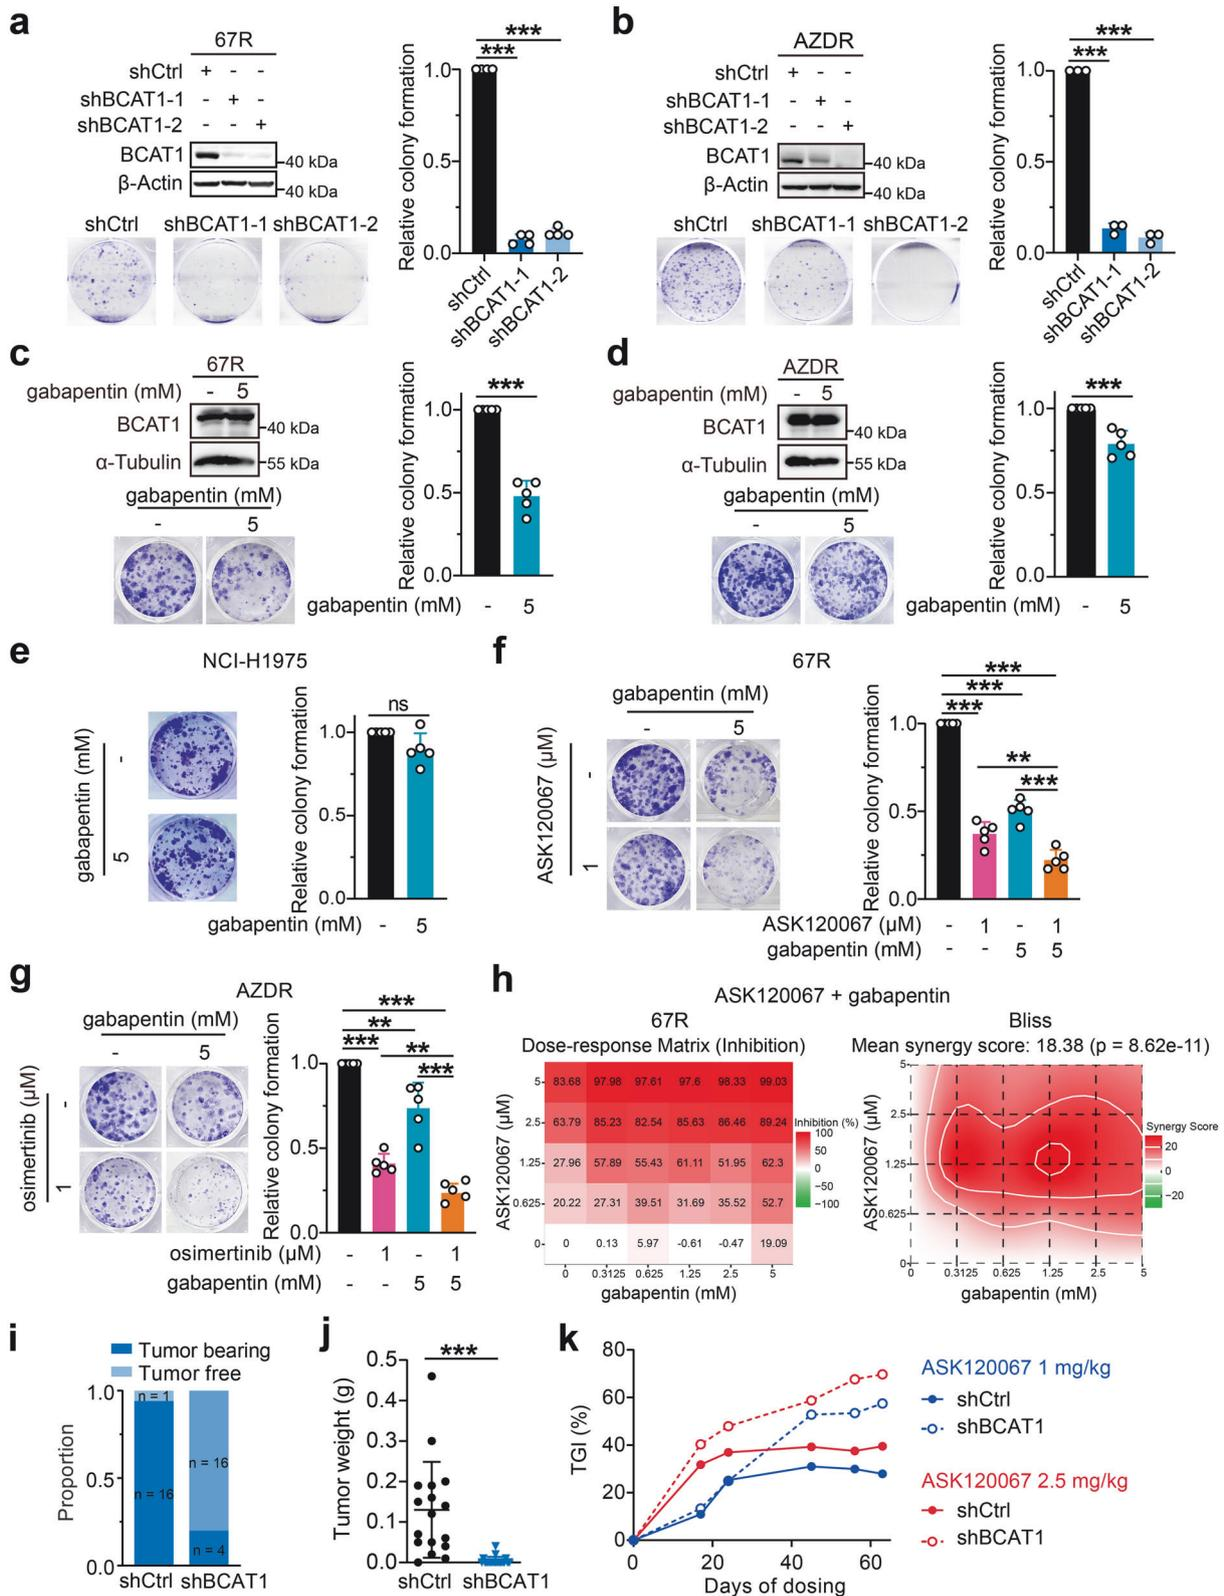 a
67R
shCtrl + - -
shBCAT1-1 - + -
shBCAT1-2 - - +
BCAT1
40 kDa
β-Actin
40 kDa
shCtrl shBCAT1-1 shBCAT1-2
Relative colony formation
*** 
***
1.0
0.5
0.0
shCtrl
shBCAT1-1
shBCAT1-2
b
AZDR
shCtrl + - -
shBCAT1-1 - + -
shBCAT1-2 - - +
BCAT1
40 kDa
β-Actin
40 kDa
shCtrl shBCAT1-1 shBCAT1-2
Relative colony formation
***
***
1.0
0.5
0.0
shCtrl
shBCAT1-1
shBCAT1-2
c
67R
gabapentin (mM) - 5
BCAT1
40 kDa
α-Tubulin
55 kDa
gabapentin (mM)
- 5
Relative colony formation
***
1.0
0.5
0.0
gabapentin (mM) - 5
d
AZDR
gabapentin (mM) - 5
BCAT1
40 kDa
α-Tubulin
55 kDa
gabapentin (mM)
- 5
Relative colony formation
***
1.0
0.5
0.0
gabapentin (mM) - 5
e
NCI-H1975
gabapentin (mM)
-
5
Relative colony formation
ns
1.0
0.5
0.0
gabapentin (mM) - 5
f
67R
gabapentin (mM)
- 5
ASK120067 (μM)
-
1
Relative colony formation
***
***
***
**
***
1.0
0.5
0.0
ASK120067 (μM) - 1 - 1
gabapentin (mM) - - 5 5
g
AZDR
gabapentin (mM)
- 5
osimertinib (μM)
-
1
Relative colony formation
***
**
***
**
***
1.0
0.5
0.0
osimertinib (μM) - 1 - 1
gabapentin (mM) - - 5 5
h
ASK120067 + gabapentin
67R
Dose-response Matrix (Inhibition)
ASK120067 (μM)
5 83.68 97.98 97.61 97.6 98.33 99.03
2.5 63.79 85.23 82.54 85.63 86.46 89.24
1.25 27.96 57.89 55.43 61.11 51.95 62.3
0.625 20.22 27.31 39.51 31.69 35.52 52.7
0 0 0.13 5.97 -0.61 -0.47 19.09
0 0.3125 0.625 1.25 2.5 5
gabapentin (mM)
Inhibition (%)
100
50
0
−50
−100
Bliss
Mean synergy score: 18.38 (p = 8.62e-11)
ASK120067 (μM)
5
2.5
1.25
0.625
0
0 0.3125 0.625 1.25 2.5 5
gabapentin (mM)
Synergy Score
20
0
−20
i
Tumor bearing
Tumor free
Proportion
1.0
0.5
0.0
n = 1
n = 16
n = 16
n = 4
shCtrl shBCAT1
j
***
Tumor weight (g)
0.5
0.4
0.3
0.2
0.1
0.0
shCtrl shBCAT1
k
TGI (%)
80
60
40
20
0
0 20 40 60
Days of dosing
ASK120067 1 mg/kg
shCtrl
shBCAT1
ASK120067 2.5 mg/kg
shCtrl
shBCAT1